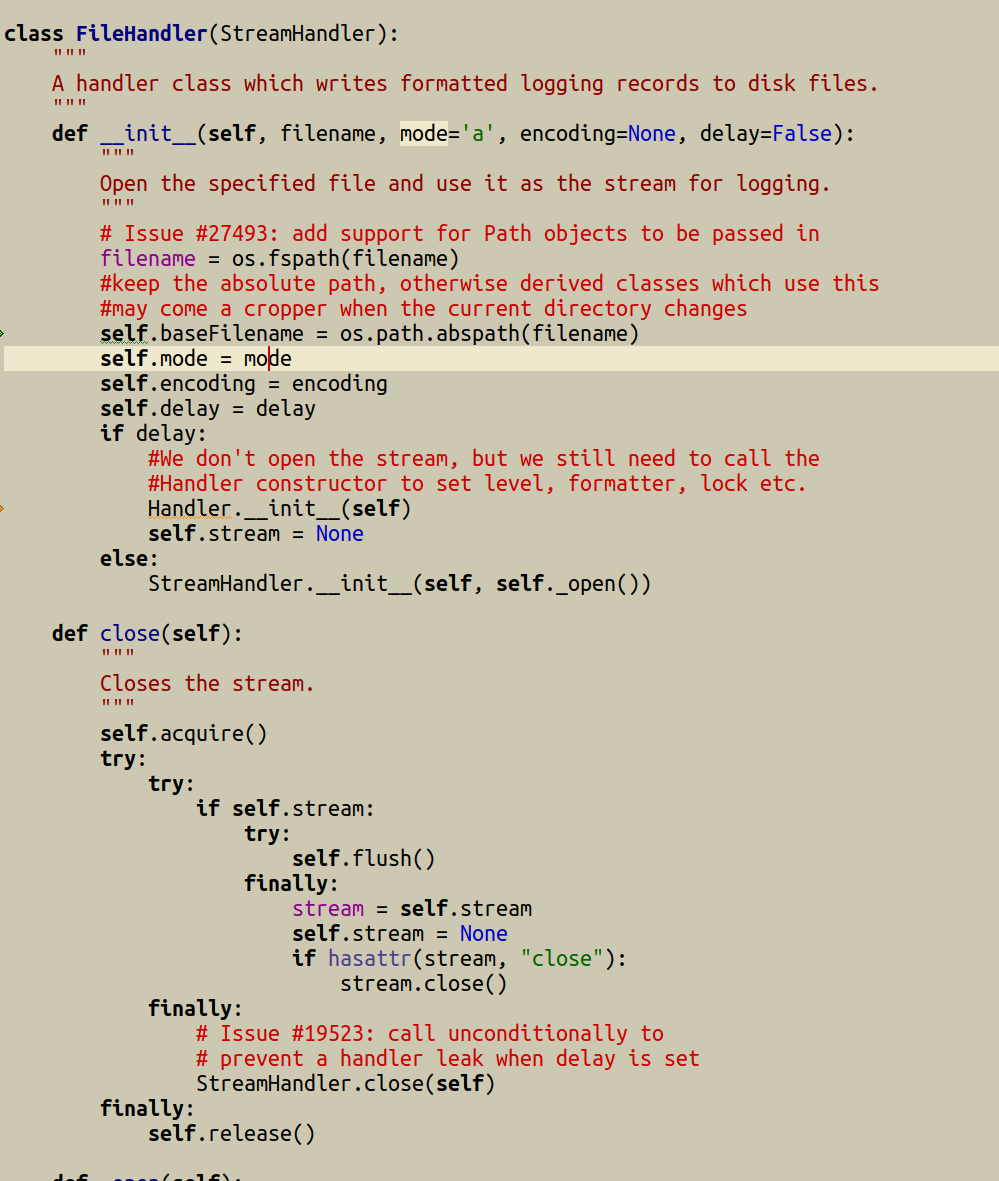 class FileHandler(StreamHandler):
    """
    A handler class which writes formatted logging records to disk files.
    """
    def __init__(self, filename, mode='a', encoding=None, delay=False):
        """
        Open the specified file and use it as the stream for logging.
        """
        # Issue #27493: add support for Path objects to be passed in
        filename = os.fspath(filename)
        #keep the absolute path, otherwise derived classes which use this
        #may come a cropper when the current directory changes
        self.baseFilename = os.path.abspath(filename)
        self.mode = mode
        self.encoding = encoding
        self.delay = delay
        if delay:
            #We don't open the stream, but we still need to call the
            #Handler constructor to set level, formatter, lock etc.
            Handler.__init__(self)
            self.stream = None
        else:
            StreamHandler.__init__(self, self._open())

    def close(self):
        """
        Closes the stream.
        """
        self.acquire()
        try:
            try:
                if self.stream:
                    try:
                        self.flush()
                    finally:
                        stream = self.stream
                        self.stream = None
                        if hasattr(stream, "close"):
                            stream.close()
            finally:
                # Issue #19523: call unconditionally to
                # prevent a handler leak when delay is set
                StreamHandler.close(self)
        finally:
            self.release()

    def _open(self):